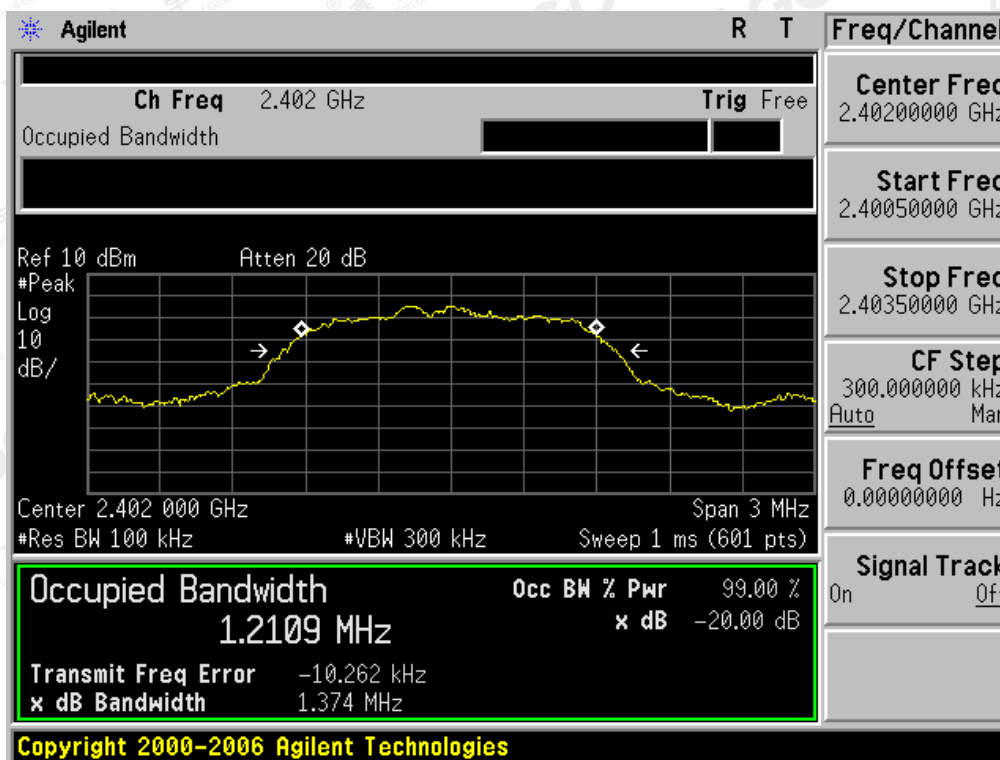 Agilent R T
Freq/Channel
Ch Freq 2.402 GHz Trig Free
Occupied Bandwidth
Center Freq
2.40200000 GHz
Start Freq
2.40050000 GHz
Stop Freq
2.40350000 GHz
CF Step
300.000000 kHz
Auto Man
Freq Offset
0.00000000 Hz
Signal Track
On Off
Ref 10 dBm Atten 20 dB
#Peak
Log
10
dB/
Center 2.402 000 GHz Span 3 MHz
#Res BW 100 kHz #VBW 300 kHz Sweep 1 ms (601 pts)
Occupied Bandwidth
1.2109 MHz
Occ BW % Pwr 99.00 %
x dB -20.00 dB
Transmit Freq Error -10.262 kHz
x dB Bandwidth 1.374 MHz
Copyright 2000-2006 Agilent Technologies